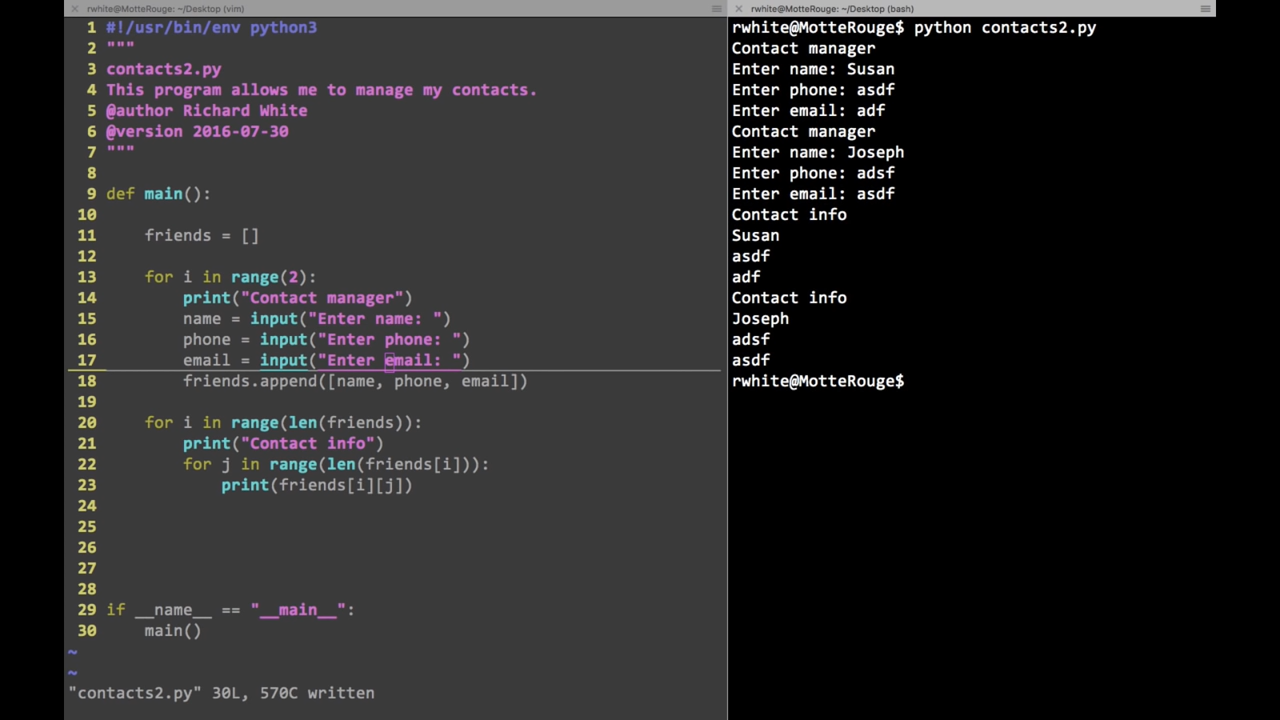 rwhite@MotteRouge: ~/Desktop (vim)
1 #!/usr/bin/env python3
2 """
3 contacts2.py
4 This program allows me to manage my contacts.
5 @author Richard White
6 @version 2016-07-30
7 """
8
9 def main():
10
11     friends = []
12
13     for i in range(2):
14         print("Contact manager")
15         name = input("Enter name: ")
16         phone = input("Enter phone: ")
17         email = input("Enter email: ")
18         friends.append([name, phone, email])
19
20     for i in range(len(friends)):
21         print("Contact info")
22         for j in range(len(friends[i])):
23             print(friends[i][j])
24
25
26
27
28
29 if __name__ == "__main__":
30     main()
~
~
"contacts2.py" 30L, 570C written
rwhite@MotteRouge: ~/Desktop (bash)
rwhite@MotteRouge$ python contacts2.py
Contact manager
Enter name: Susan
Enter phone: asdf
Enter email: adf
Contact manager
Enter name: Joseph
Enter phone: adsf
Enter email: asdf
Contact info
Susan
asdf
adf
Contact info
Joseph
adsf
asdf
rwhite@MotteRouge$